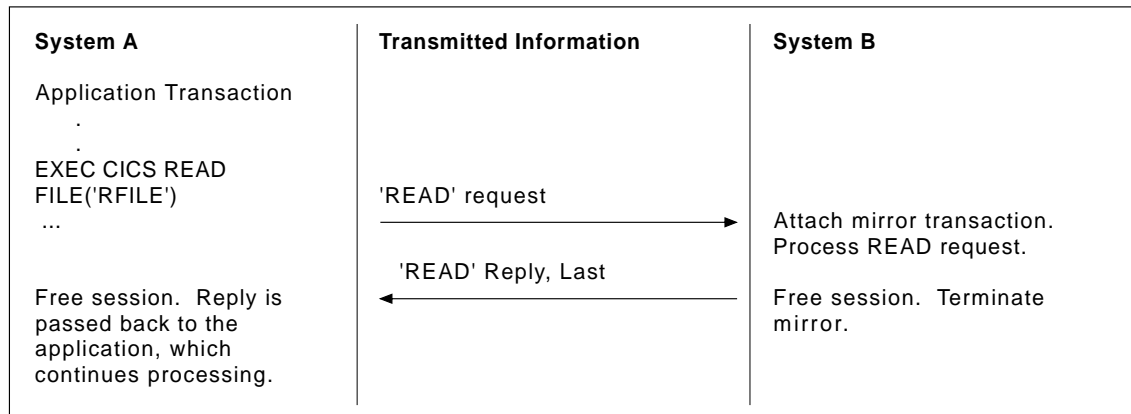 System A
Application Transaction
.
.
EXEC CICS READ
FILE('RFILE')
...
Free session. Reply is
passed back to the
application, which
continues processing.
Transmitted Information
'READ' request
'READ' Reply, Last
System B
Attach mirror transaction.
Process READ request.
Free session. Terminate
mirror.